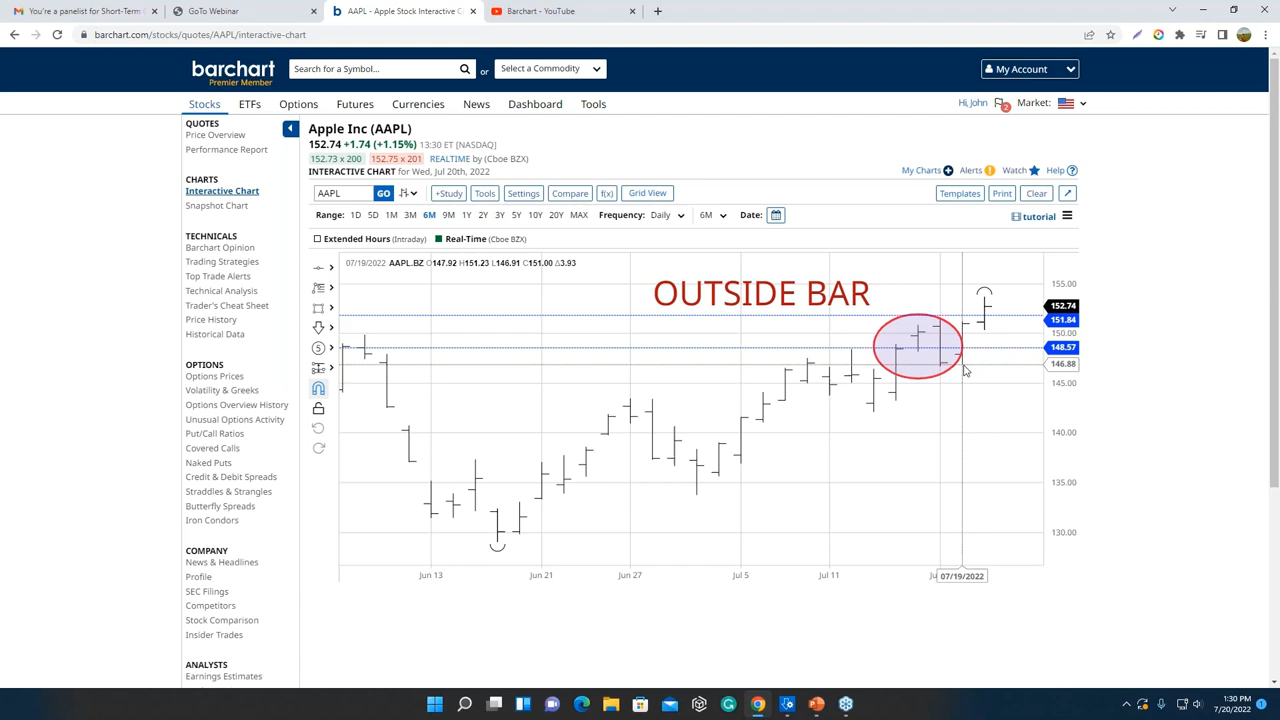 You're a panelist for Short-Term
GoTo Webinar
AAPL - Apple Stock Interactive C
Barchart - YouTube
barchart.com/stocks/quotes/AAPL/interactive-chart
barchart
Premier Member
Search for a Symbol...
or
Select a Commodity
My Account
Stocks ETFs Options Futures Currencies News Dashboard Tools
Hi, John
2
Market:
QUOTES
Price Overview
Performance Report
CHARTS
Interactive Chart
Snapshot Chart
TECHNICALS
Barchart Opinion
Trading Strategies
Top Trade Alerts
Technical Analysis
Trader's Cheat Sheet
Price History
Historical Data
OPTIONS
Options Prices
Volatility & Greeks
Options Overview History
Unusual Options Activity
Put/Call Ratios
Covered Calls
Naked Puts
Credit & Debit Spreads
Straddles & Strangles
Butterfly Spreads
Iron Condors
COMPANY
News & Headlines
Profile
SEC Filings
Competitors
Stock Comparison
Insider Trades
ANALYSTS
Earnings Estimates
Apple Inc (AAPL)
152.74 +1.74 (+1.15%) 13:30 ET [NASDAQ]
152.73 x 200 152.75 x 201 REALTIME by (Cboe BZX)
INTERACTIVE CHART for Wed, Jul 20th, 2022
My Charts Alerts Watch Help
AAPL GO +Study Tools Settings Compare f(x) Grid View
Templates Print Clear
Range: 1D 5D 1M 3M 6M 9M 1Y 2Y 3Y 5Y 10Y 20Y MAX Frequency: Daily 6M Date:
tutorial
Extended Hours (Intraday) Real-Time (Cboe BZX)
07/19/2022 AAPL.BZ O147.92 H151.23 L146.91 C151.00 Δ3.93
OUTSIDE BAR
155.00
152.74
151.84
150.00
148.57
146.88
145.00
140.00
135.00
130.00
Jun 13 Jun 21 Jun 27 Jul 5 Jul 11 Ju 07/19/2022
1:30 PM
7/20/2022